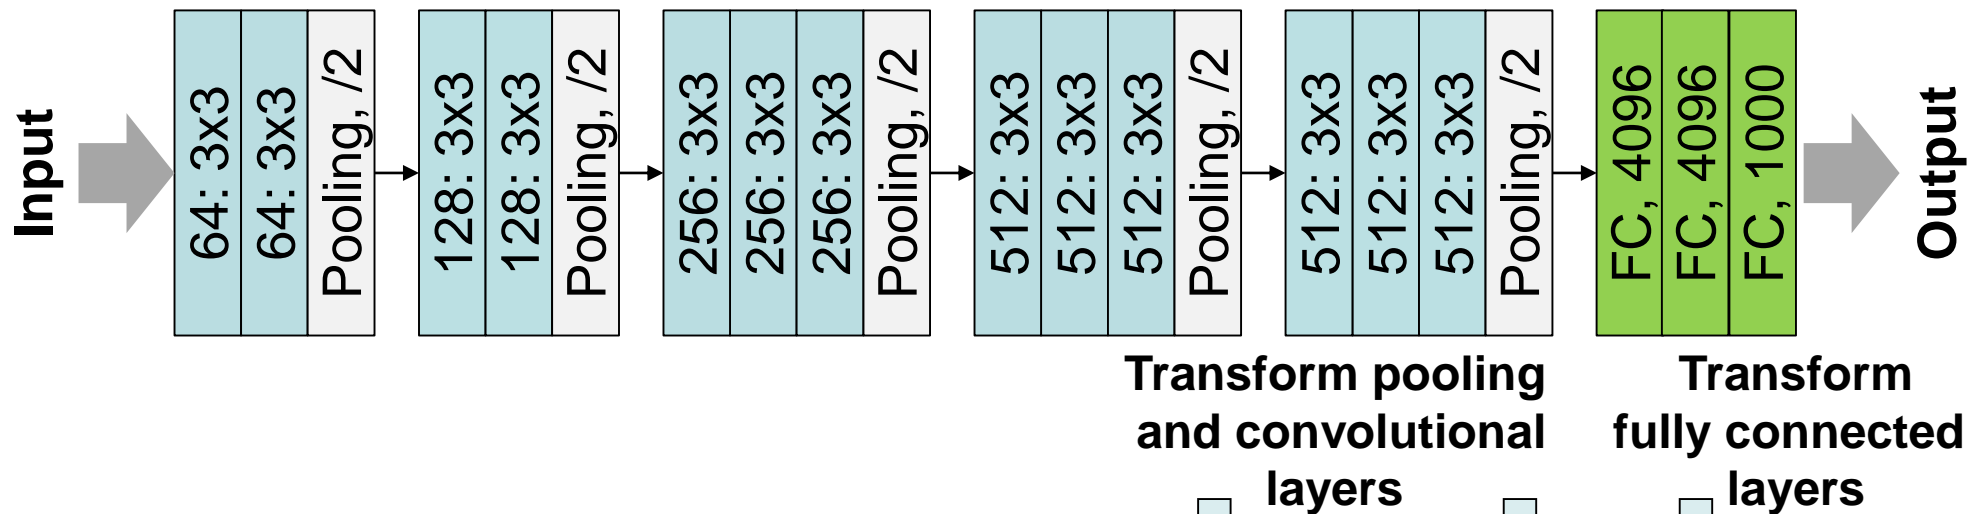 Input
64: 3x3
64: 3x3
Pooling, /2
128: 3x3
128: 3x3
Pooling, /2
256: 3x3
256: 3x3
256: 3x3
Pooling, /2
512: 3x3
512: 3x3
512: 3x3
Pooling, /2
512: 3x3
512: 3x3
512: 3x3
Pooling, /2
FC, 4096
FC, 4096
FC, 1000
Output
Transform pooling
and convolutional
layers
Transform
fully connected
layers